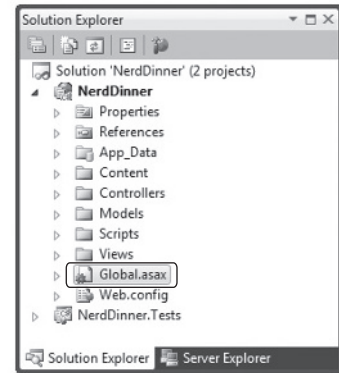 Solution Explorer
Solution 'NerdDinner' (2 projects)
NerdDinner
Properties
References
App_Data
Content
Controllers
Models
Scripts
Views
Global.asax
Web.config
NerdDinner.Tests
Solution Explorer Server Explorer